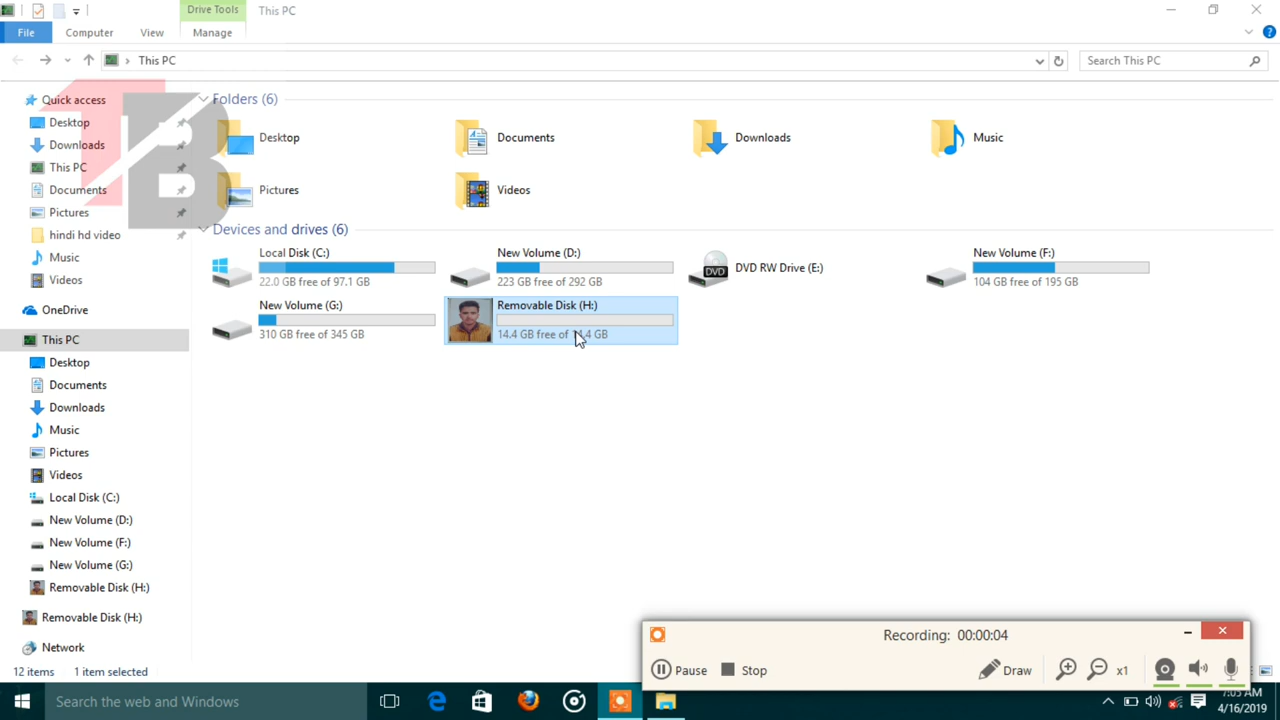 Drive Tools
This PC
File
Computer
View
Manage
This PC
Search This PC
Quick access
Desktop
Downloads
This PC
Documents
Pictures
hindi hd video
Music
Videos
OneDrive
This PC
Desktop
Documents
Downloads
Music
Pictures
Videos
Local Disk (C:)
New Volume (D:)
New Volume (F:)
New Volume (G:)
Removable Disk (H:)
Removable Disk (H:)
Network
Folders (6)
Desktop
Documents
Downloads
Music
Pictures
Videos
Devices and drives (6)
Local Disk (C:)
22.0 GB free of 97.1 GB
New Volume (D:)
223 GB free of 292 GB
DVD
DVD RW Drive (E:)
New Volume (F:)
104 GB free of 195 GB
New Volume (G:)
310 GB free of 345 GB
Removable Disk (H:)
14.4 GB free of 14.4 GB
TB
12 items
1 item selected
Recording: 00:00:04
Pause
Stop
Draw
x1
Search the web and Windows
7:05 AM
4/16/2019